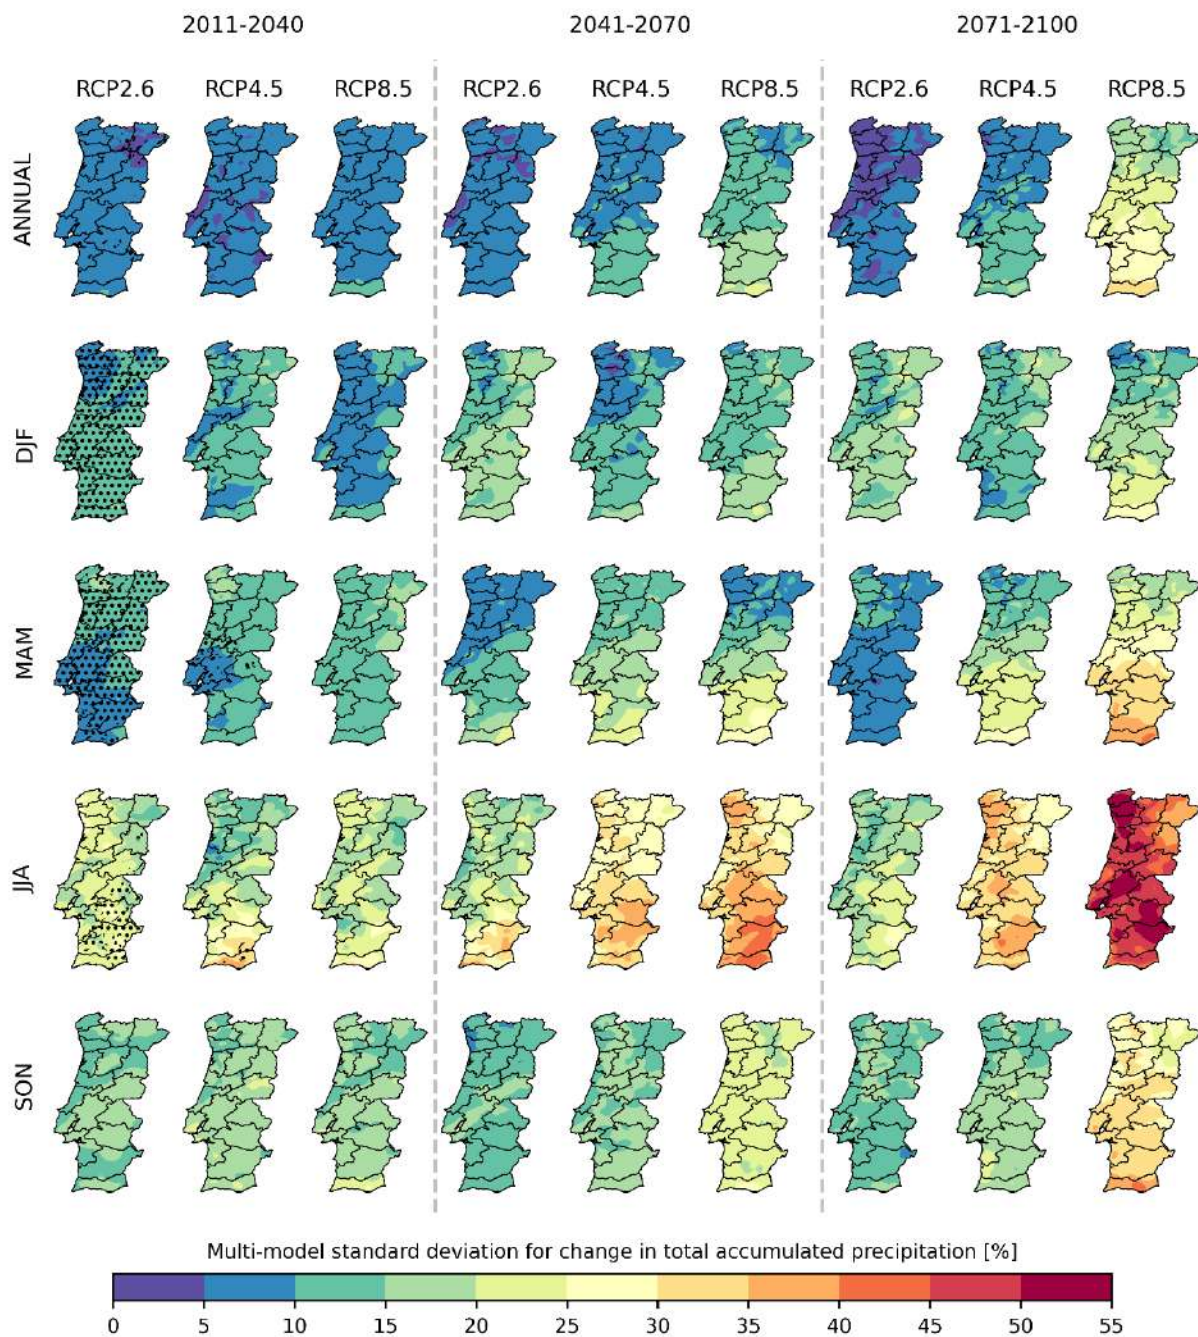 2011-2040 2041-2070 2071-2100
RCP2.6 RCP4.5 RCP8.5 RCP2.6 RCP4.5 RCP8.5 RCP2.6 RCP4.5 RCP8.5
ANNUAL
DJF
MAM
JJA
SON
Multi-model standard deviation for change in total accumulated precipitation [%]
0 5 10 15 20 25 30 35 40 45 50 55